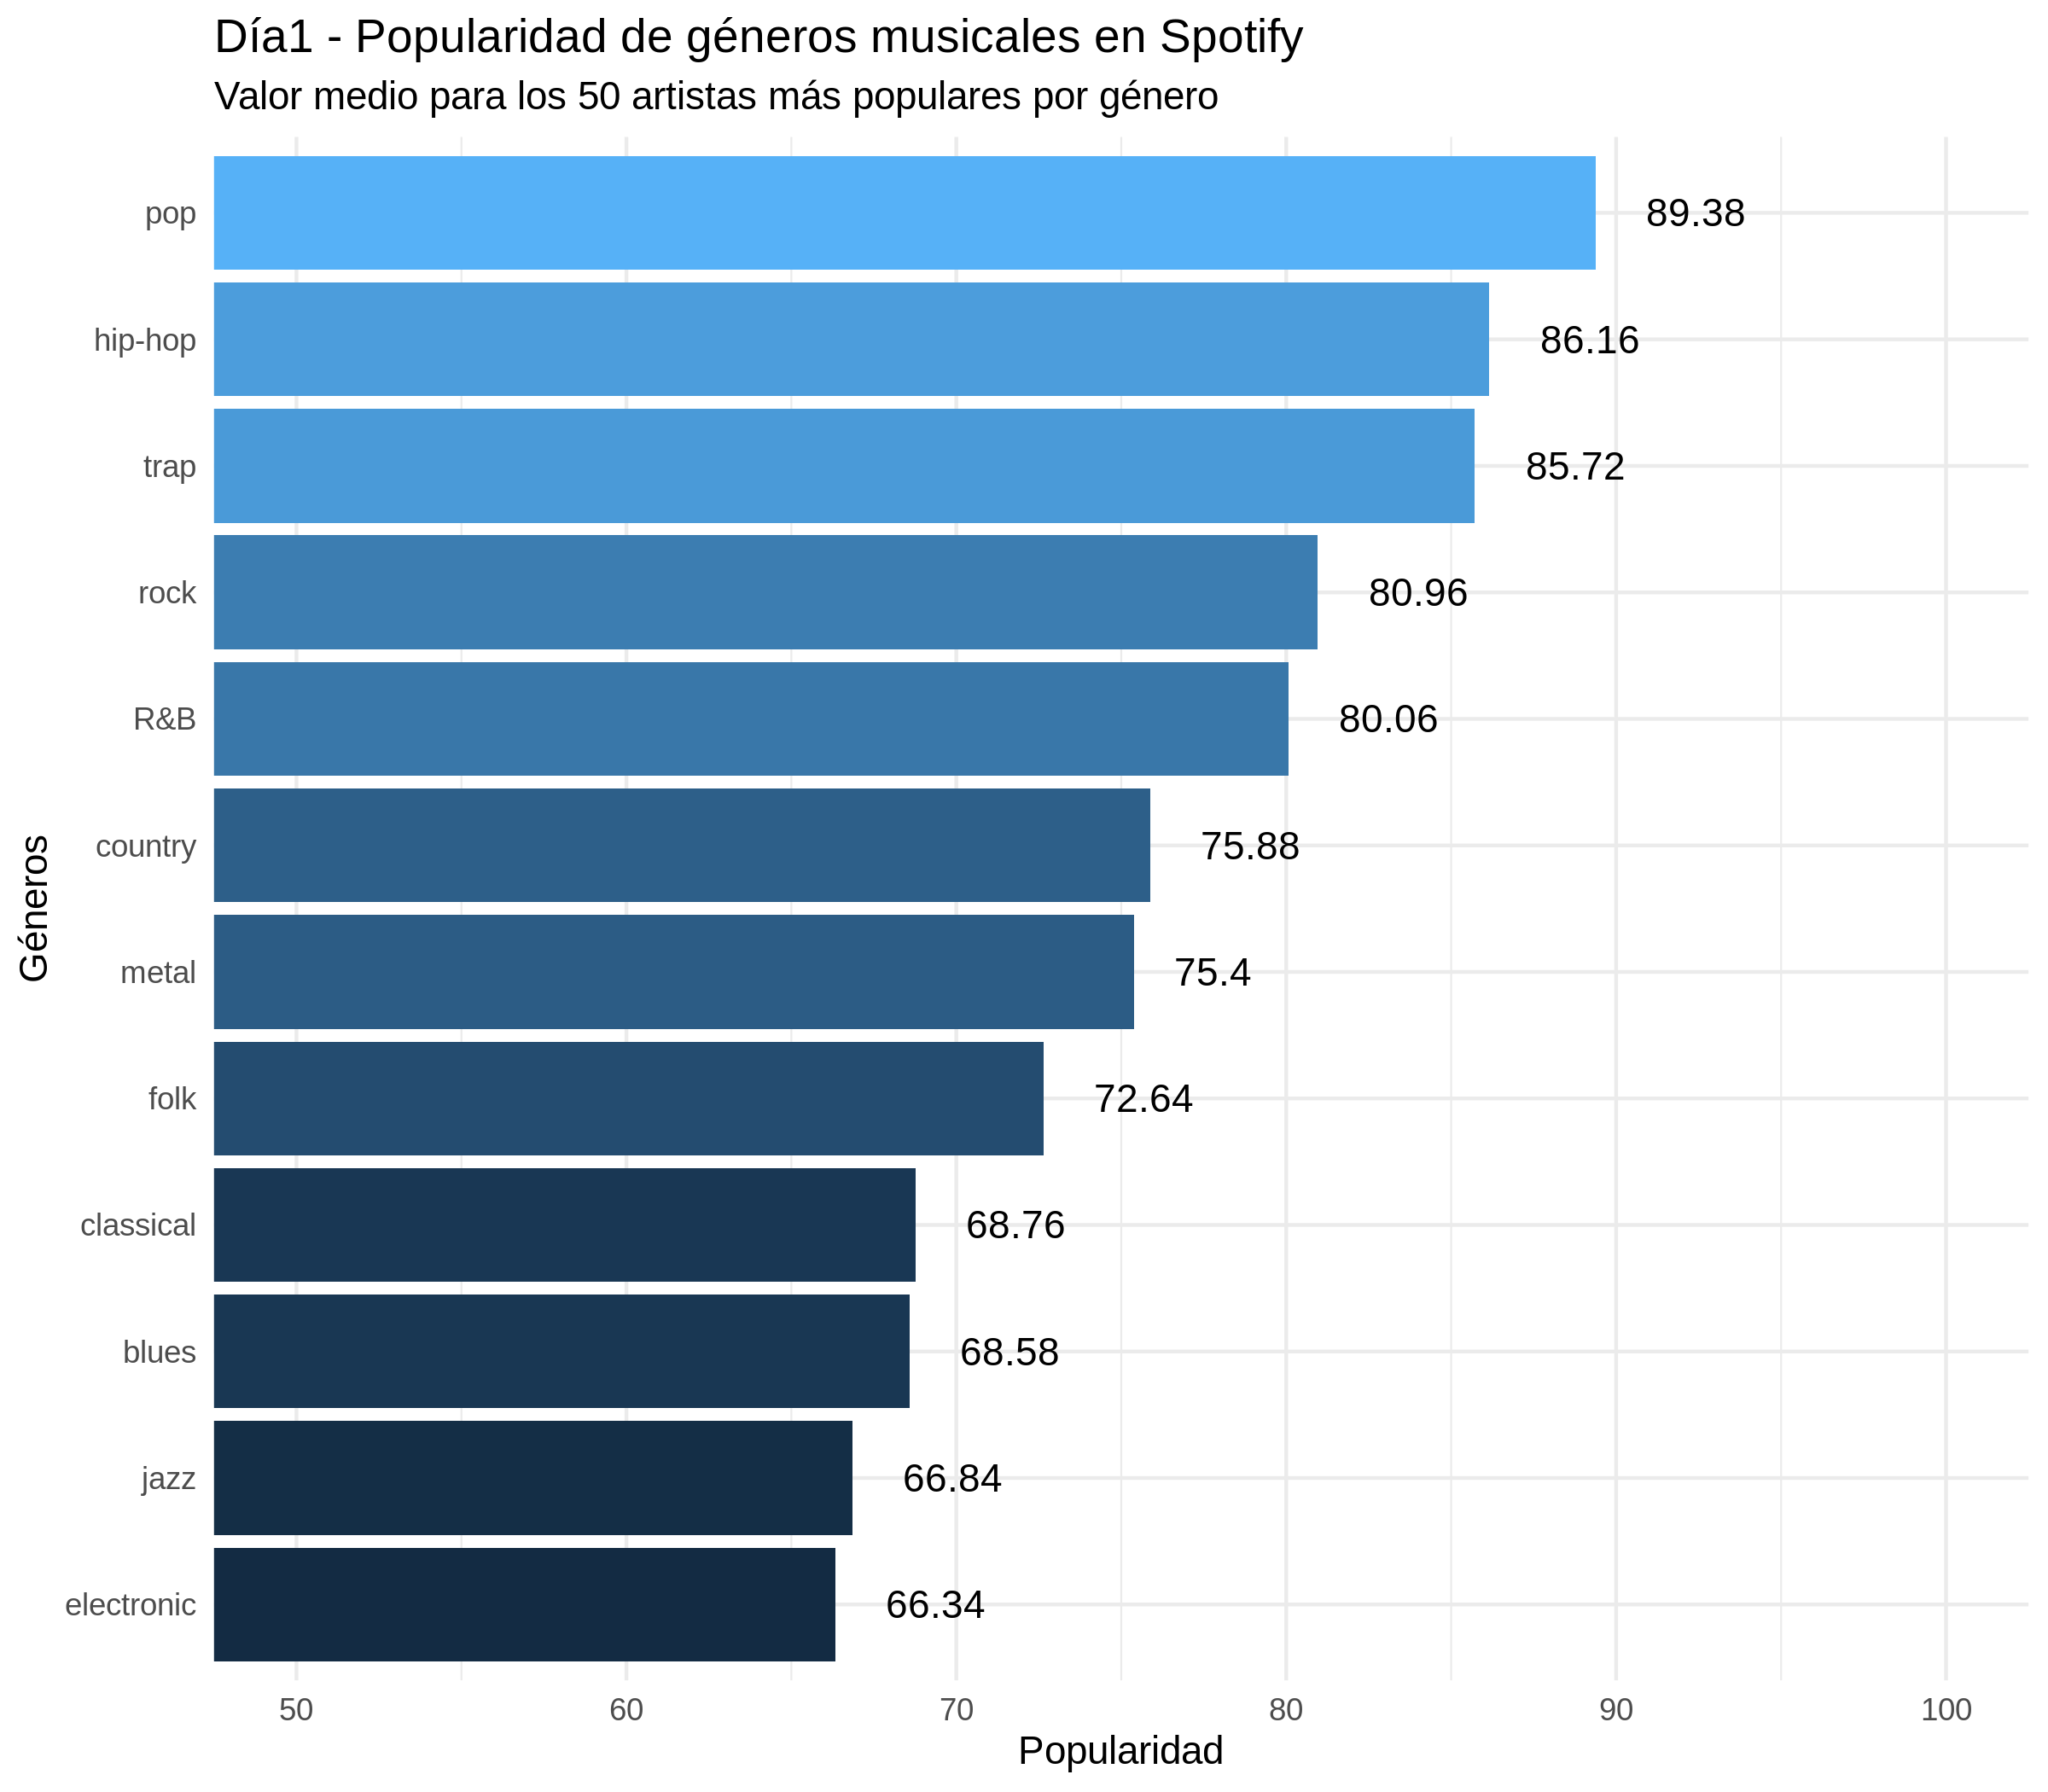 Día1 - Popularidad de géneros musicales en Spotify
Valor medio para los 50 artistas más populares por género
Géneros
pop 89.38
hip-hop 86.16
trap 85.72
rock 80.96
R&B 80.06
country 75.88
metal 75.4
folk 72.64
classical 68.76
blues 68.58
jazz 66.84
electronic 66.34
50 60 70 80 90 100
Popularidad